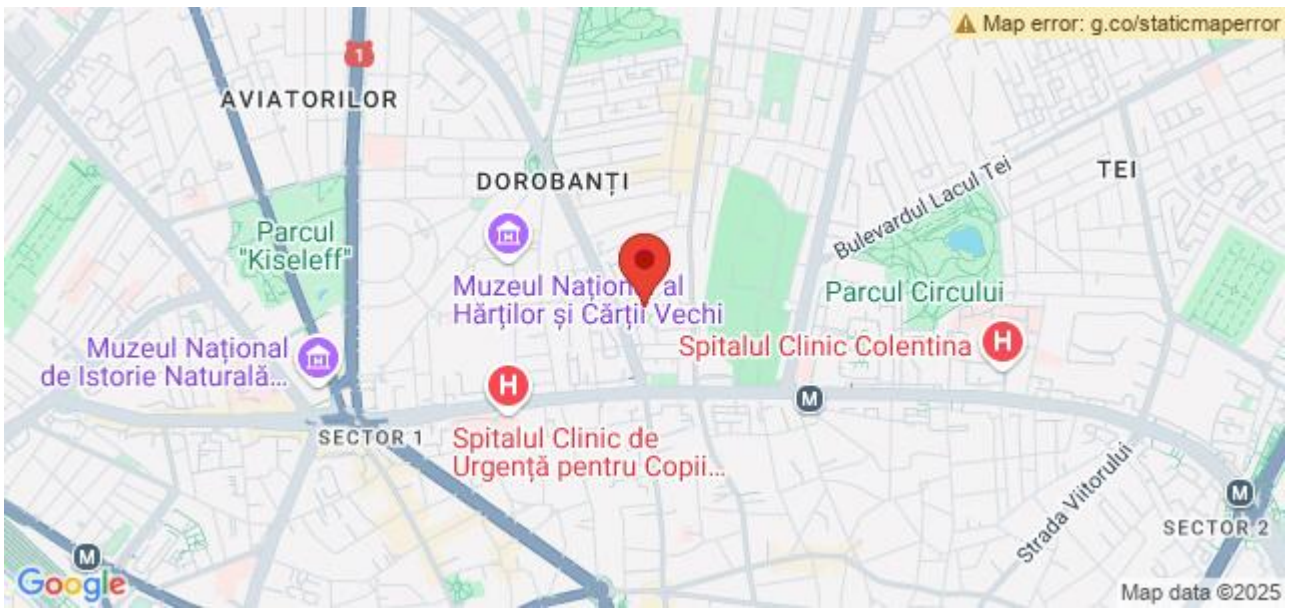 Map error: g.co/staticmaperror
1
AVIATORILOR
DOROBANȚI
TEI
Bulevardul Lacul Tei
Parcul
"Kiseleff"
Muzeul Național al
Hărților și Cărții Vechi
Parcul Circului
Muzeul Național
de Istorie Naturală...
Spitalul Clinic Colentina
H
H
M
SECTOR 1
Spitalul Clinic de
Urgență pentru Copii...
Strada Viitorului
M
SECTOR 2
M
Google
Map data ©2025